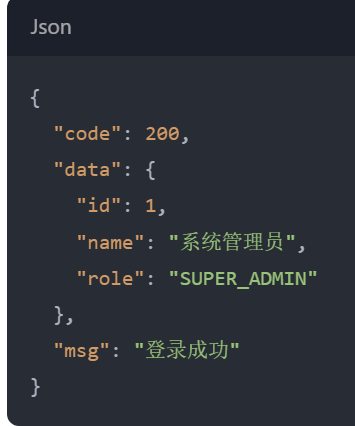 Json
{
  "code": 200,
  "data": {
    "id": 1,
    "name": "系统管理员",
    "role": "SUPER_ADMIN"
  },
  "msg": "登录成功"
}